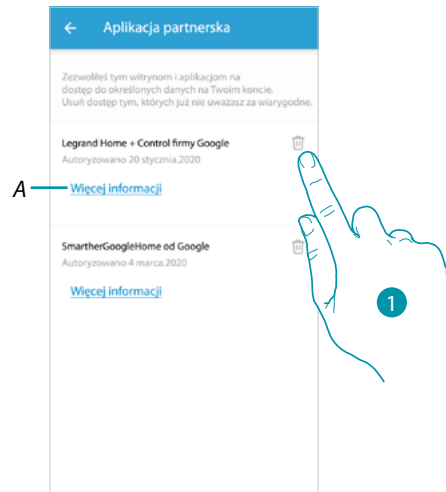 Aplikacja partnerska
Zezwoliłeś tym witrynom i aplikacjom na
dostęp do określonych danych na Twoim koncie.
Usuń dostęp tym, których już nie uważasz za wiarygodne.
Legrand Home + Control firmy Google
Autoryzowano 20 stycznia.2020
A
Więcej informacji
SmartherGoogleHome od Google
Autoryzowano 4 marca.2020
Więcej informacji
1